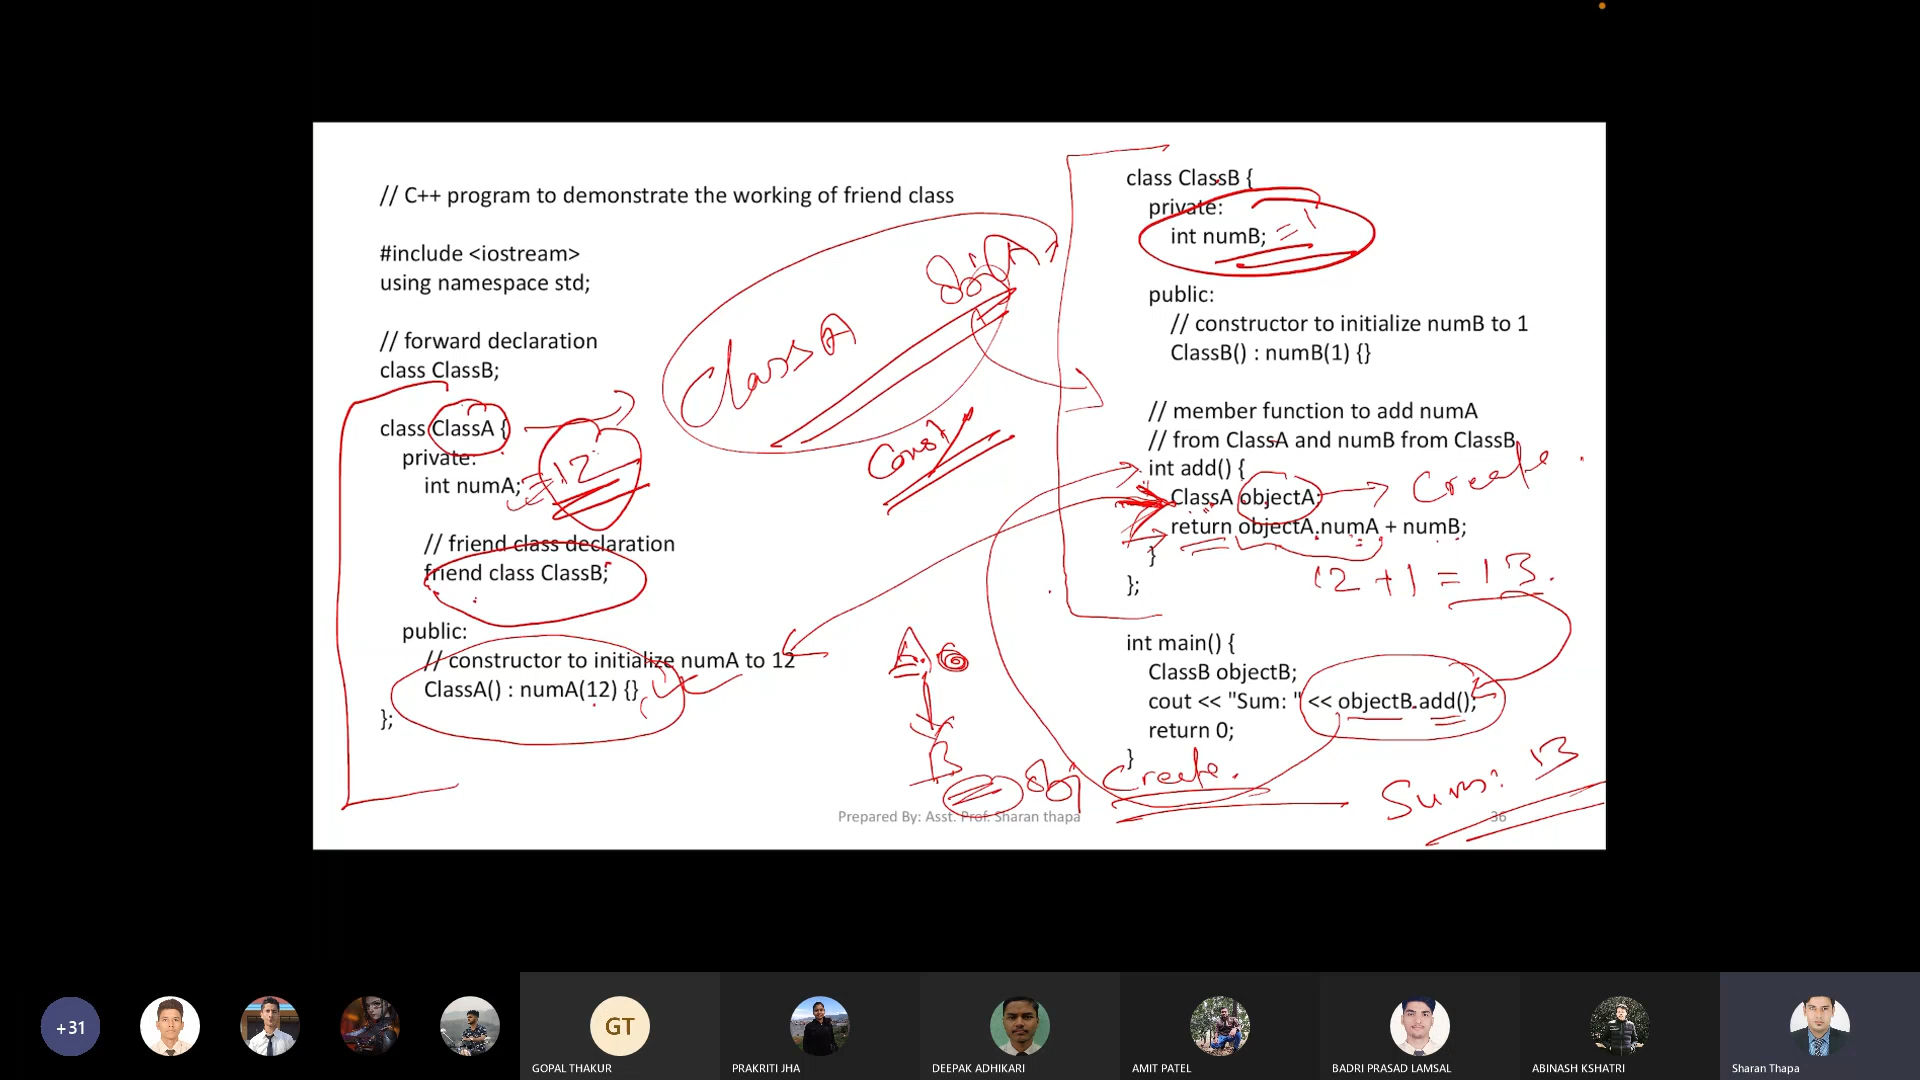 // C++ program to demonstrate the working of friend class
#include <iostream>
using namespace std;
// forward declaration
class ClassB;
class ClassA {
private:
int numA; = 12
// friend class declaration
friend class ClassB;
public:
// constructor to initialize numA to 12
ClassA() : numA(12) {}
};
ClassA objA;
Const
A
B
obj Create.
class ClassB {
private:
int numB; = 1
public:
// constructor to initialize numB to 1
ClassB() : numB(1) {}
// member function to add numA
// from ClassA and numB from ClassB
int add() {
ClassA objectA; Create.
return objectA.numA + numB;
}
12 + 1 = 13.
};
int main() {
ClassB objectB;
cout << "Sum: " << objectB.add();
return 0;
}
Sum: 13
Prepared By: Asst. Prof. Sharan thapa
36
+31
GT
GOPAL THAKUR
PRAKRITI JHA
DEEPAK ADHIKARI
AMIT PATEL
BADRI PRASAD LAMSAL
ABINASH KSHATRI
Sharan Thapa